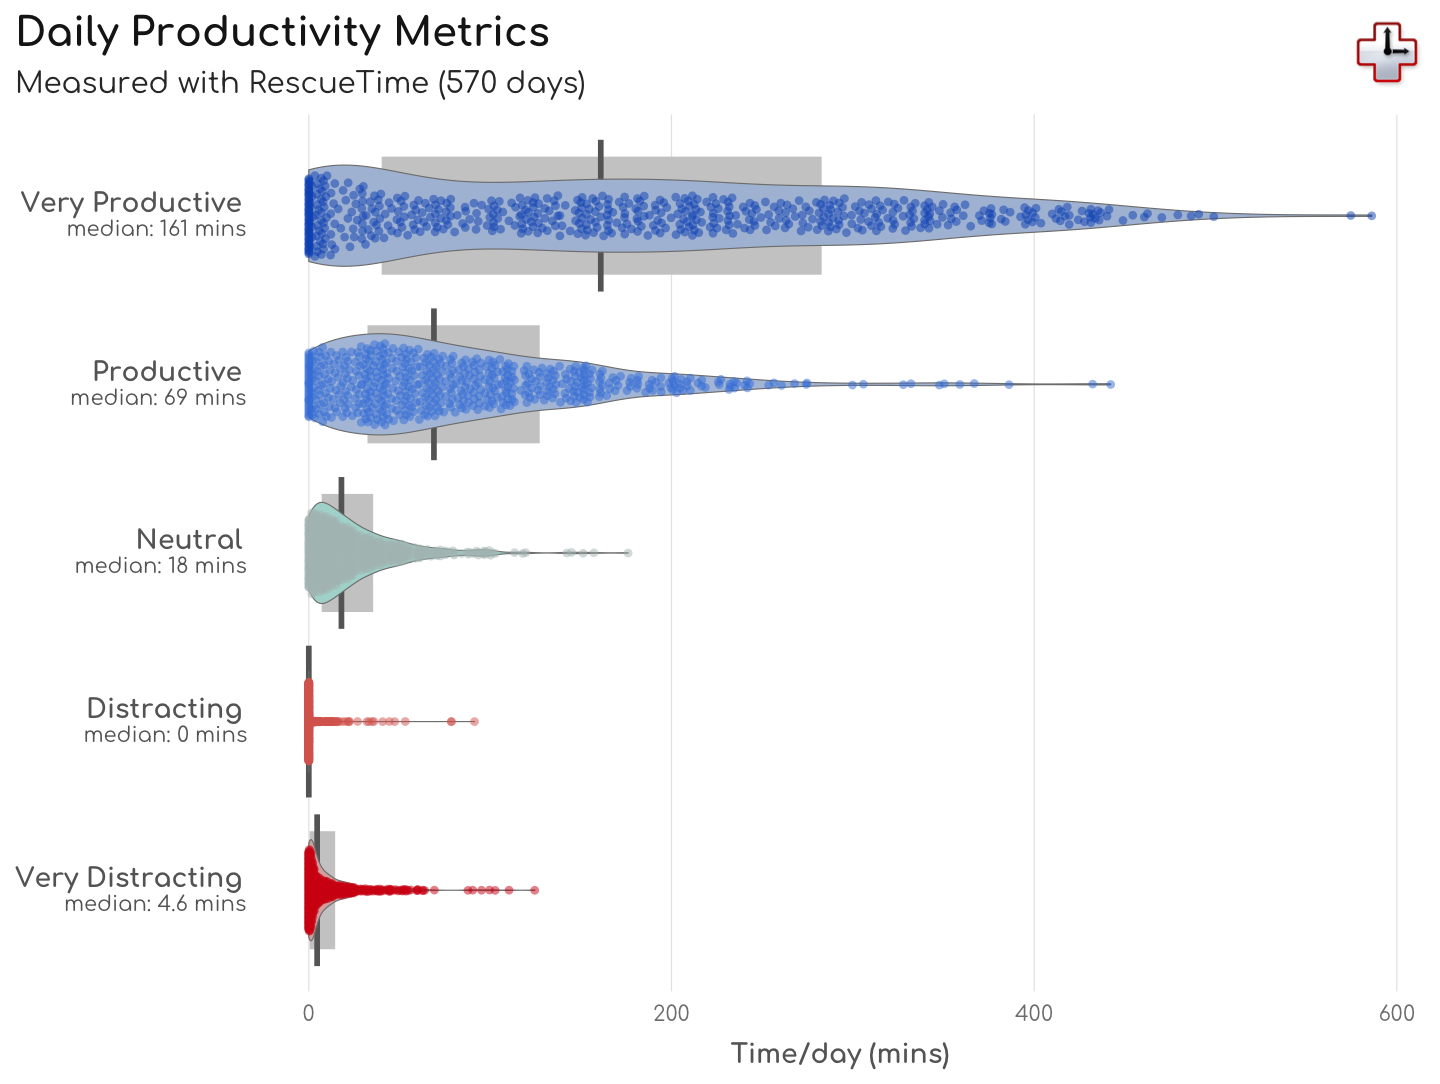 Daily Productivity Metrics
Measured with RescueTime (570 days)
Very Productive
median: 161 mins
Productive
median: 69 mins
Neutral
median: 18 mins
Distracting
median: 0 mins
Very Distracting
median: 4.6 mins
0 200 400 600
Time/day (mins)